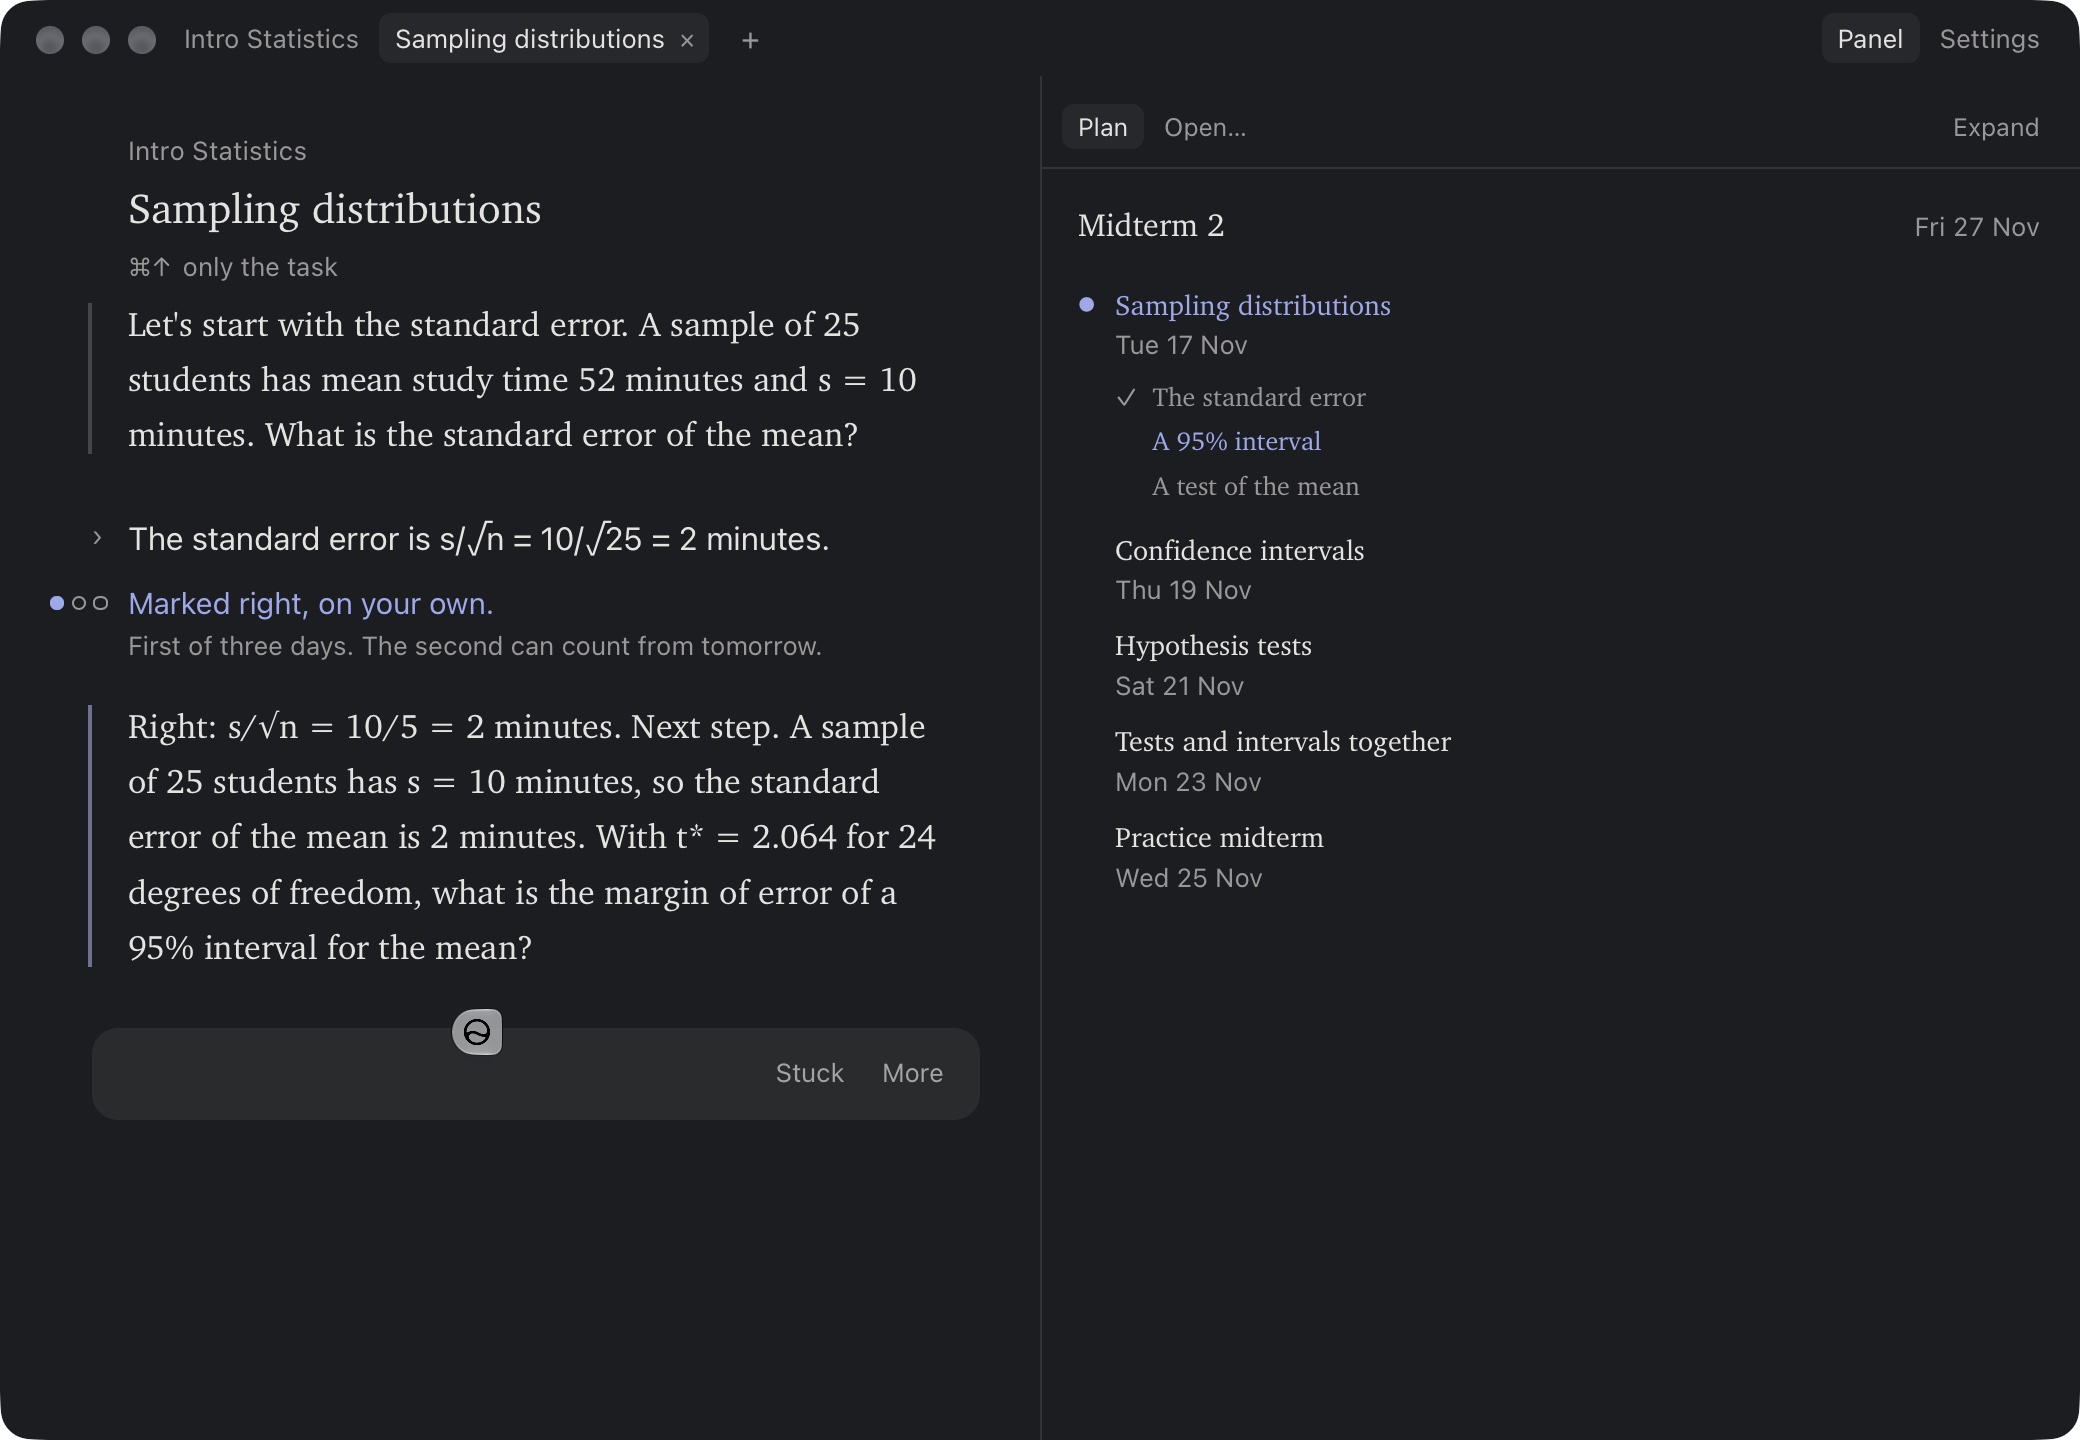 Intro Statistics
Sampling distributions ×
+
Panel
Settings
Intro Statistics
Sampling distributions
⌘↑ only the task
Let's start with the standard error. A sample of 25
students has mean study time 52 minutes and s = 10
minutes. What is the standard error of the mean?
› The standard error is s/√n = 10/√25 = 2 minutes.
Marked right, on your own.
First of three days. The second can count from tomorrow.
Right: s/√n = 10/5 = 2 minutes. Next step. A sample
of 25 students has s = 10 minutes, so the standard
error of the mean is 2 minutes. With t* = 2.064 for 24
degrees of freedom, what is the margin of error of a
95% interval for the mean?
Stuck
More
Plan
Open...
Expand
Midterm 2
Fri 27 Nov
Sampling distributions
Tue 17 Nov
✓ The standard error
A 95% interval
A test of the mean
Confidence intervals
Thu 19 Nov
Hypothesis tests
Sat 21 Nov
Tests and intervals together
Mon 23 Nov
Practice midterm
Wed 25 Nov